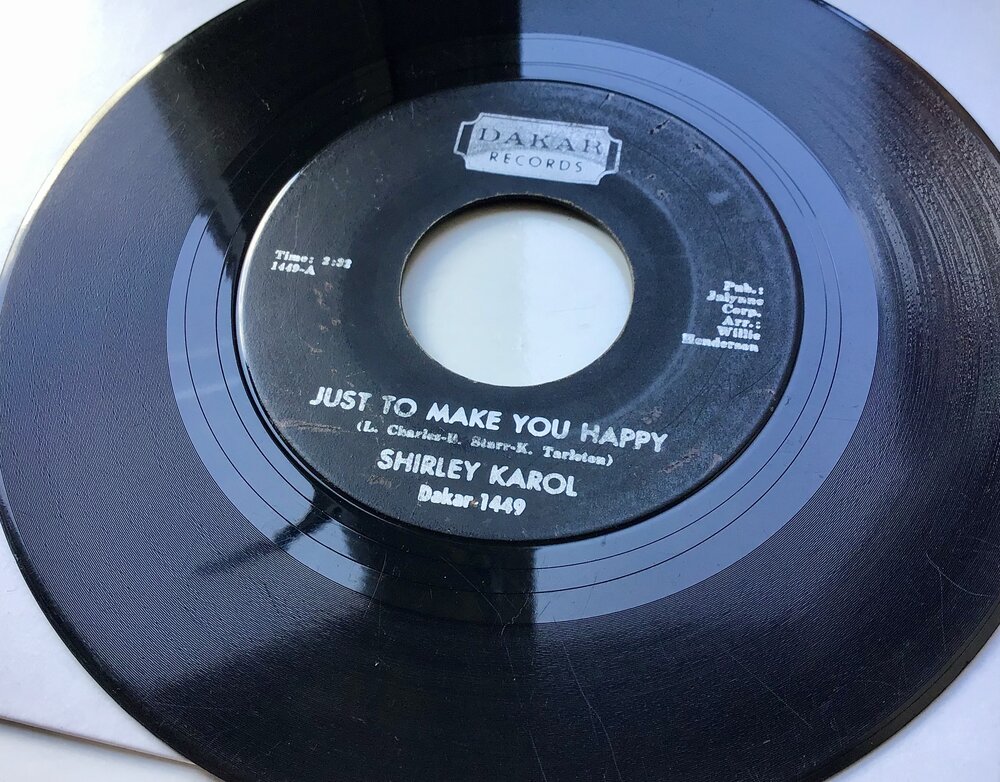 DAKAR
RECORDS
Time: 2:32
1449-A
Pub.:
Jalynne
Corp.
Arr.:
Willie
Henderson
JUST TO MAKE YOU HAPPY
(L. Charles-B. Starr-K. Tarleton)
SHIRLEY KAROL
Dakar-1449